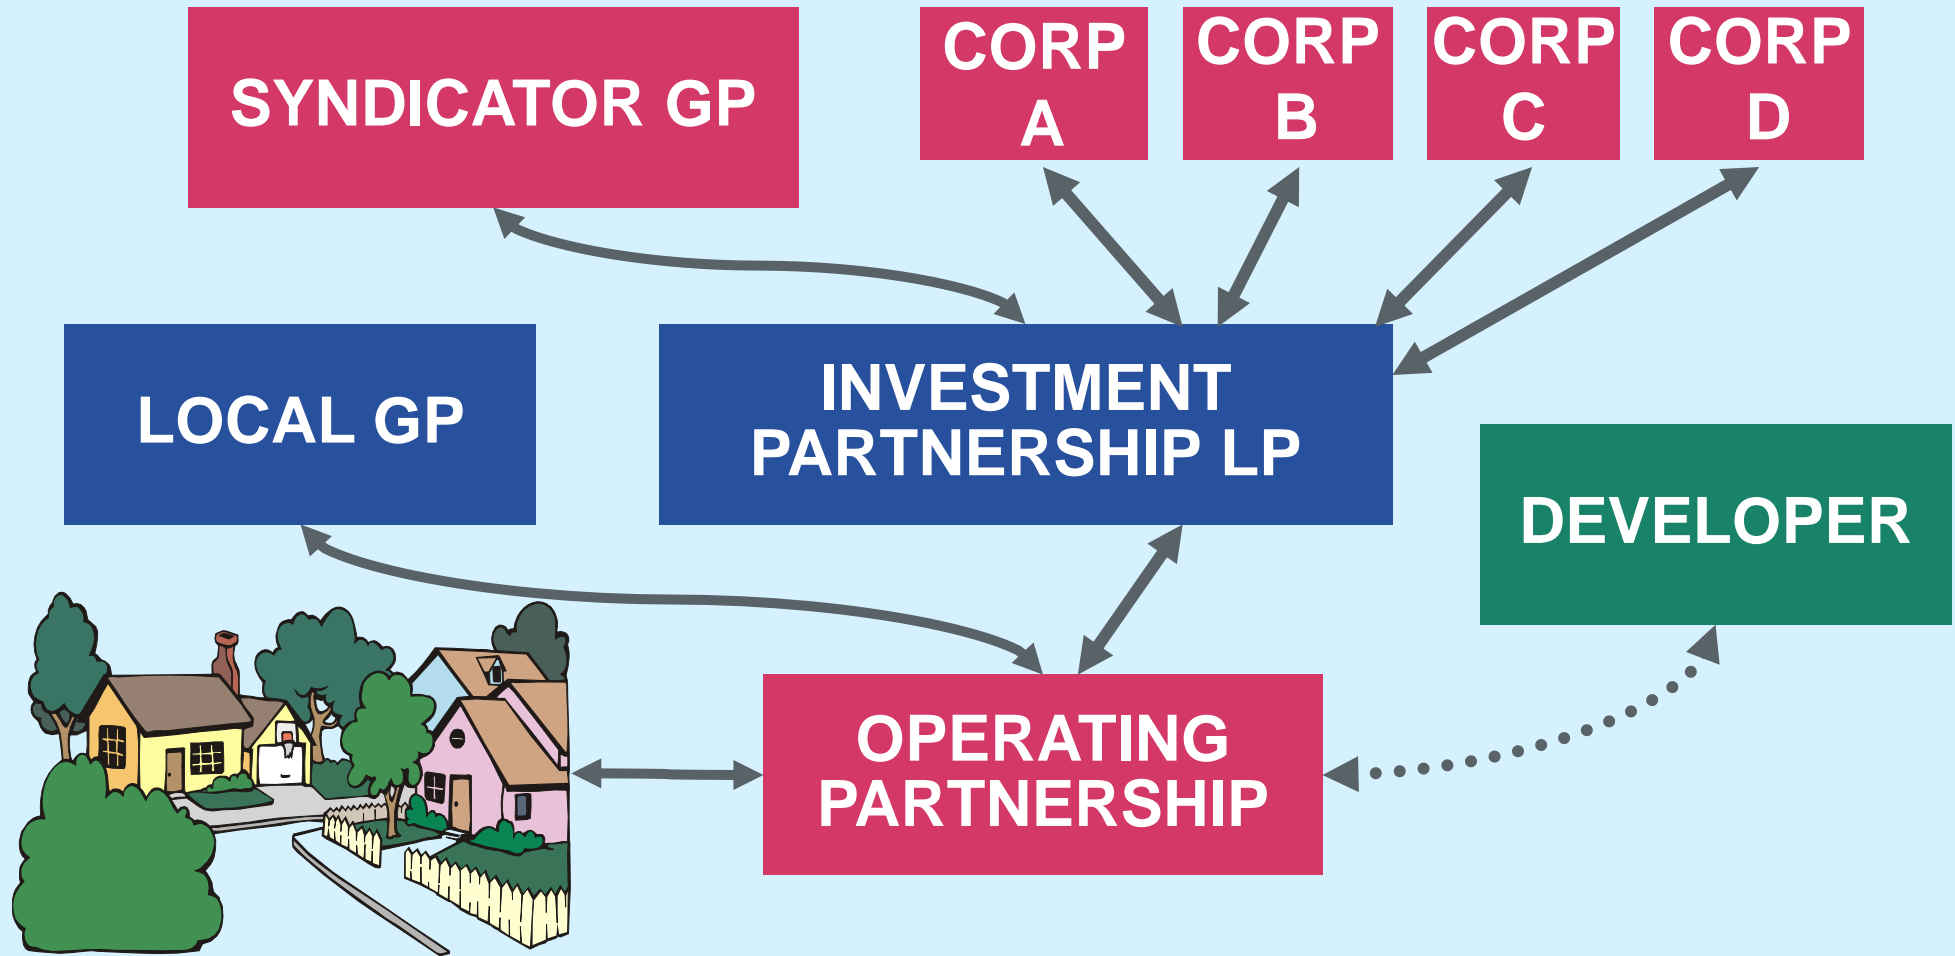 SYNDICATOR GP
CORP
A
CORP
B
CORP
C
CORP
D
LOCAL GP
INVESTMENT
PARTNERSHIP LP
DEVELOPER
OPERATING
PARTNERSHIP